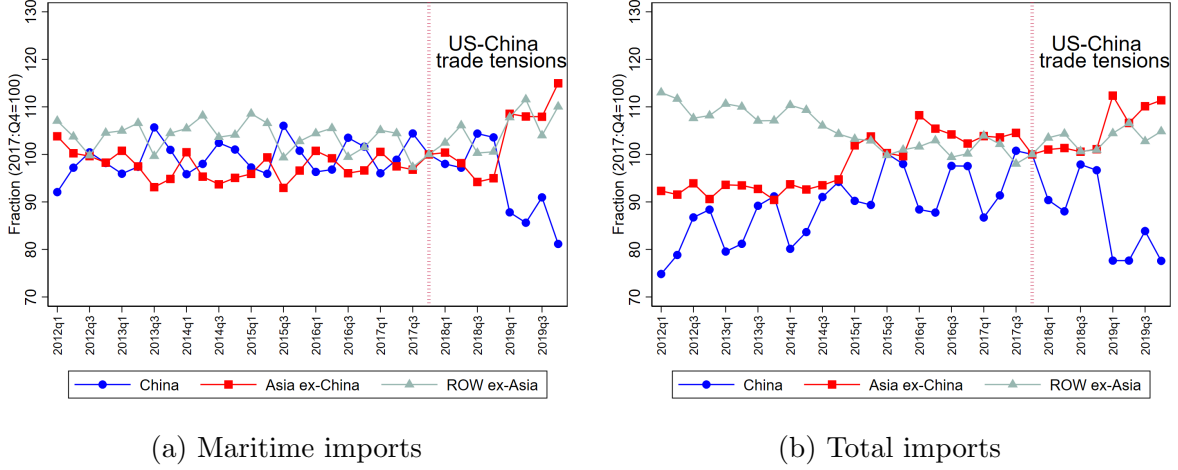 130
120
110
100
90
80
70
Fraction (2017:Q4=100)
US-China
trade tensions
2012q1
2012q3
2013q1
2013q3
2014q1
2014q3
2015q1
2015q3
2016q1
2016q3
2017q1
2017q3
2018q1
2018q3
2019q1
2019q3
China
Asia ex-China
ROW ex-Asia
(a) Maritime imports
130
120
110
100
90
80
70
Fraction (2017:Q4=100)
US-China
trade tensions
2012q1
2012q3
2013q1
2013q3
2014q1
2014q3
2015q1
2015q3
2016q1
2016q3
2017q1
2017q3
2018q1
2018q3
2019q1
2019q3
China
Asia ex-China
ROW ex-Asia
(b) Total imports